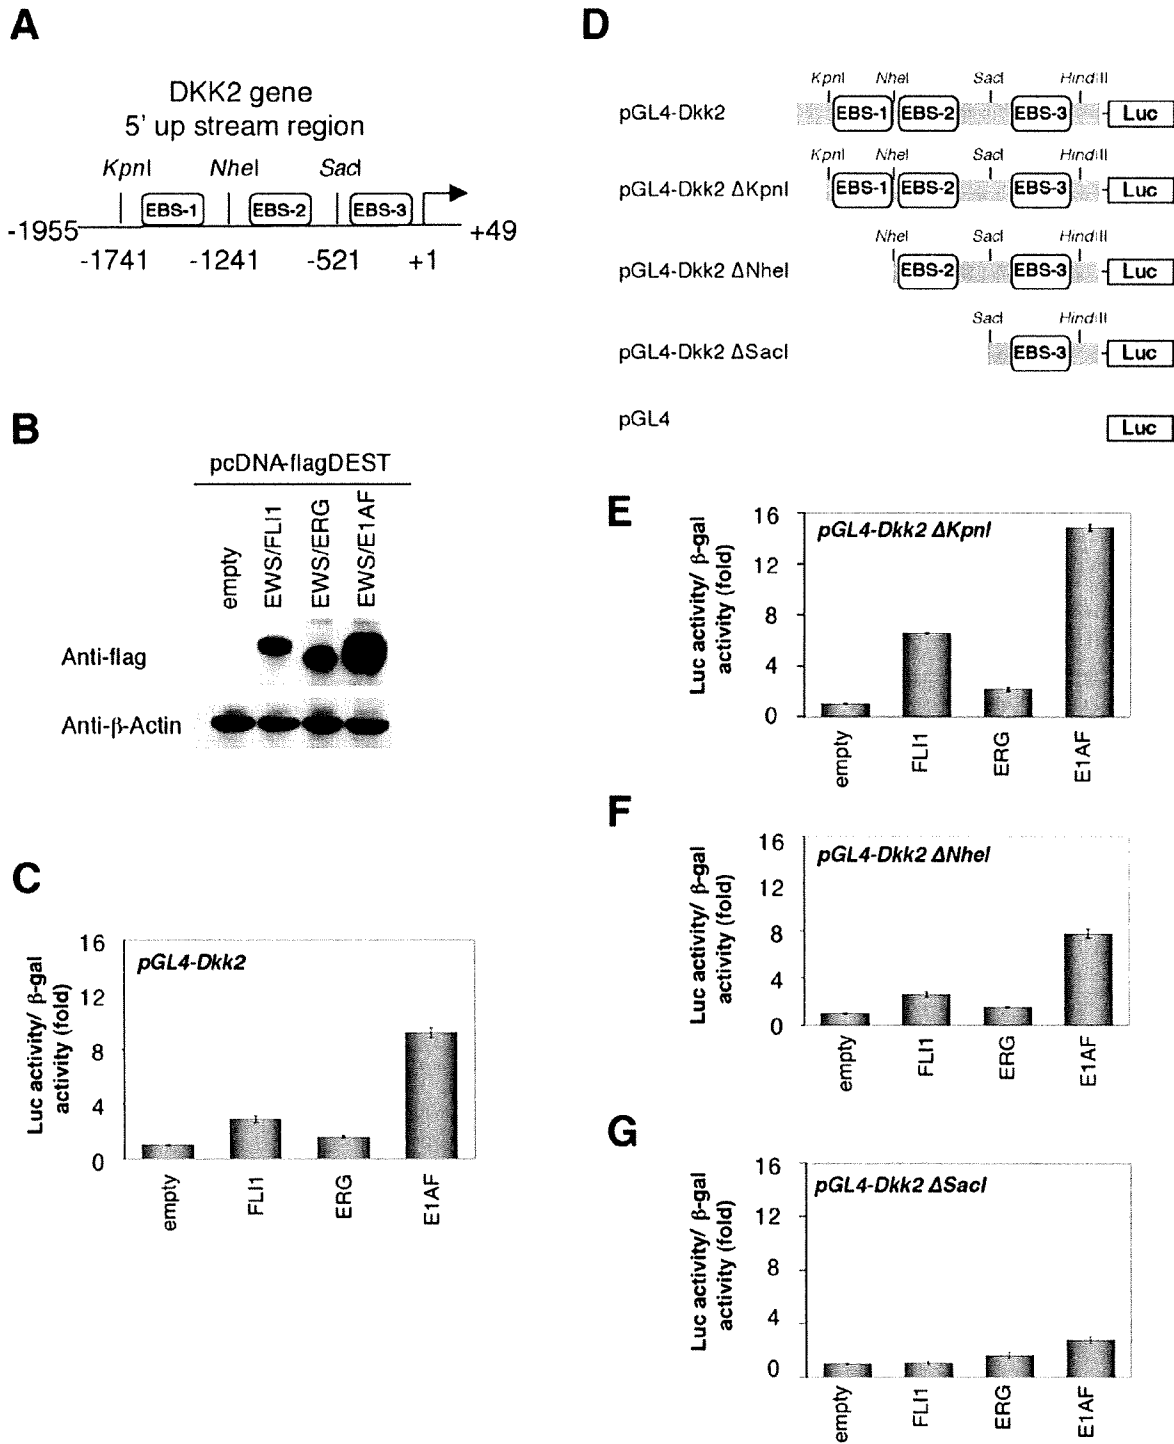 A
DKK2 gene
5' up stream region
KpnI NheI SacI
EBS-1 EBS-2 EBS-3
-1955 +49
-1741 -1241 -521 +1
B
pcDNA-flagDEST
empty
EWS/FLI1
EWS/ERG
EWS/E1AF
Anti-flag
Anti-β-Actin
C
Luc activity/ β-gal
activity (fold)
16
12
8
4
0
pGL4-Dkk2
empty
FLI1
ERG
E1AF
D
KpnI NheI SacI HindIII
pGL4-Dkk2 EBS-1 EBS-2 EBS-3 Luc
KpnI NheI SacI HindIII
pGL4-Dkk2 ΔKpnI EBS-1 EBS-2 EBS-3 Luc
NheI SacI HindIII
pGL4-Dkk2 ΔNheI EBS-2 EBS-3 Luc
SacI HindIII
pGL4-Dkk2 ΔSacI EBS-3 Luc
pGL4 Luc
E
Luc activity/ β-gal
activity (fold)
16
12
8
4
0
pGL4-Dkk2 ΔKpnI
empty
FLI1
ERG
E1AF
F
Luc activity/ β-gal
activity (fold)
16
12
8
4
0
pGL4-Dkk2 ΔNheI
empty
FLI1
ERG
E1AF
G
Luc activity/ β-gal
activity (fold)
16
12
8
4
0
pGL4-Dkk2 ΔSacI
empty
FLI1
ERG
E1AF